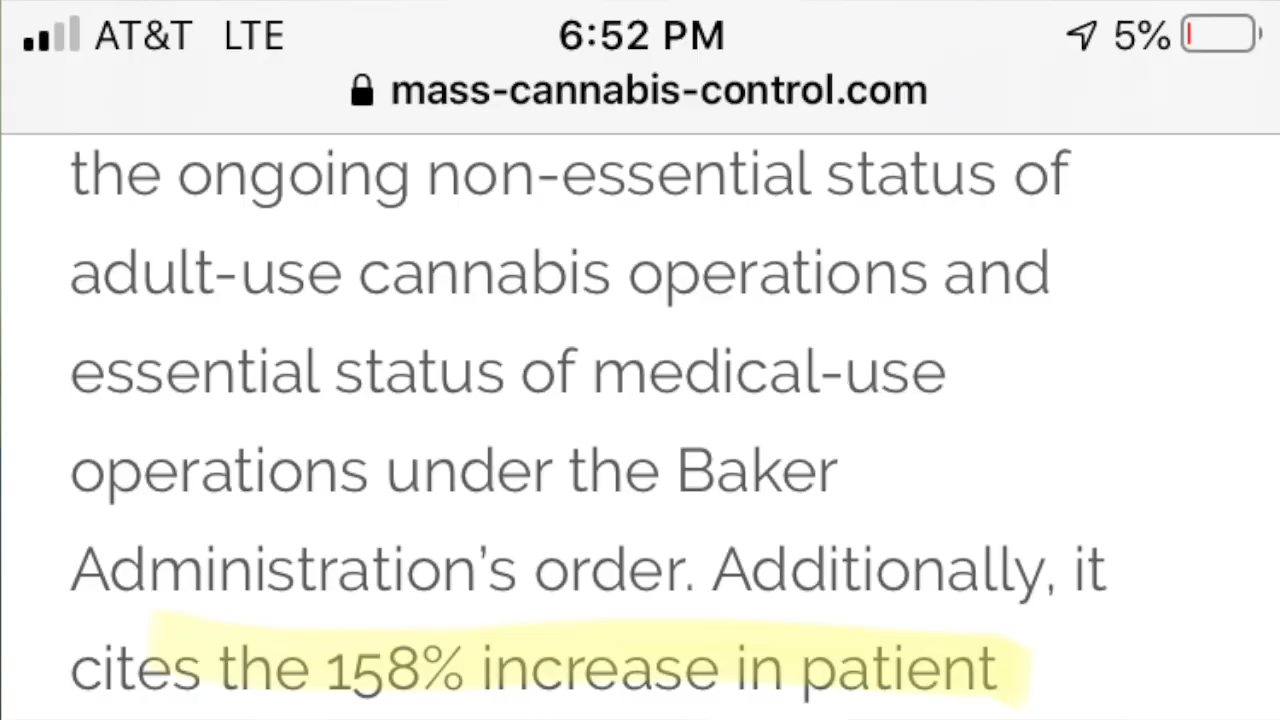 AT&T LTE 6:52 PM 5%
mass-cannabis-control.com
the ongoing non-essential status of
adult-use cannabis operations and
essential status of medical-use
operations under the Baker
Administration’s order. Additionally, it
cites the 158% increase in patient